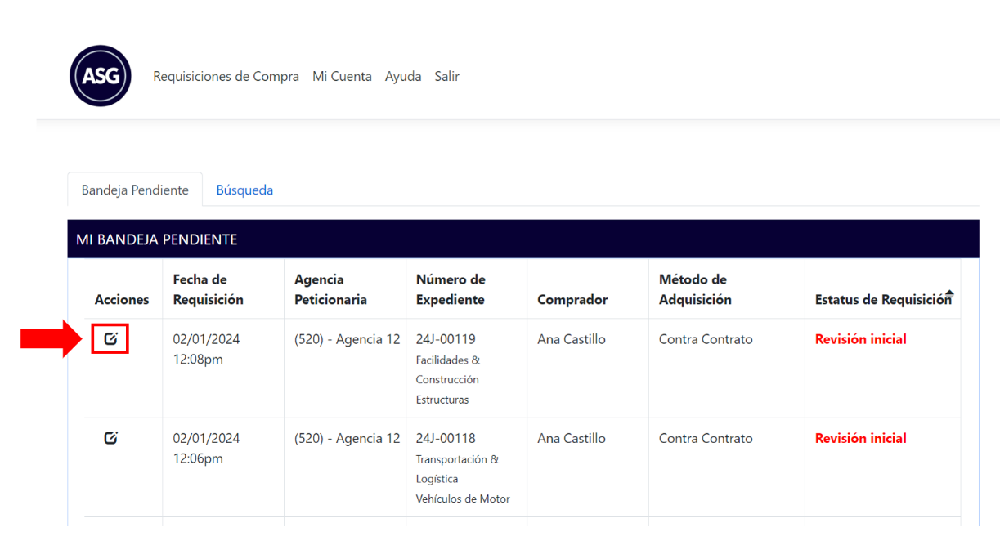 ASG
Requisiciones de Compra Mi Cuenta Ayuda Salir
Bandeja Pendiente Búsqueda
MI BANDEJA PENDIENTE
Acciones
Fecha de
Requisición
Agencia
Peticionaria
Número de
Expediente
Comprador
Método de
Adquisición
Estatus de Requisición
02/01/2024
12:08pm
(520) - Agencia 12
24J-00119
Facilidades &
Construcción
Estructuras
Ana Castillo
Contra Contrato
Revisión inicial
02/01/2024
12:06pm
(520) - Agencia 12
24J-00118
Transportación &
Logística
Vehículos de Motor
Ana Castillo
Contra Contrato
Revisión inicial